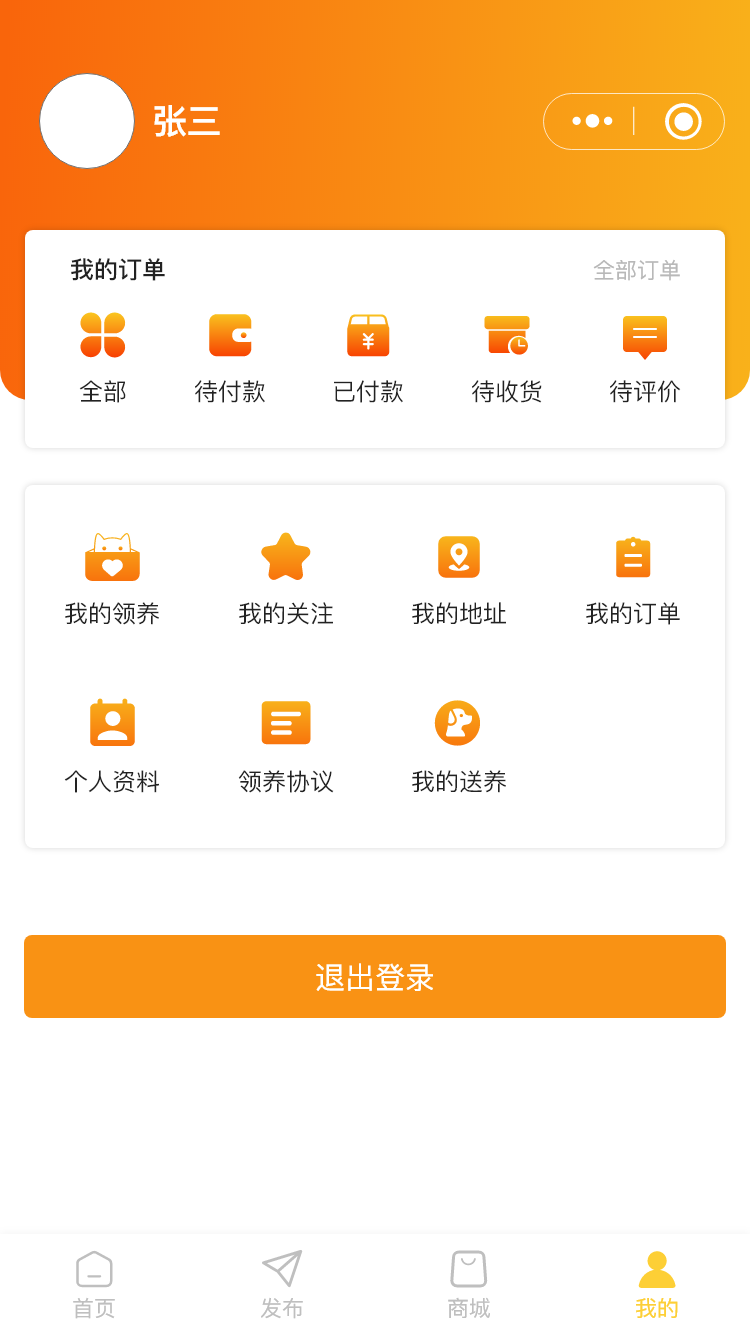 张三
我的订单 全部订单
¥
全部 待付款 已付款 待收货 待评价
我的领养 我的关注 我的地址 我的订单
个人资料 领养协议 我的送养
退出登录
首页 发布 商城 我的